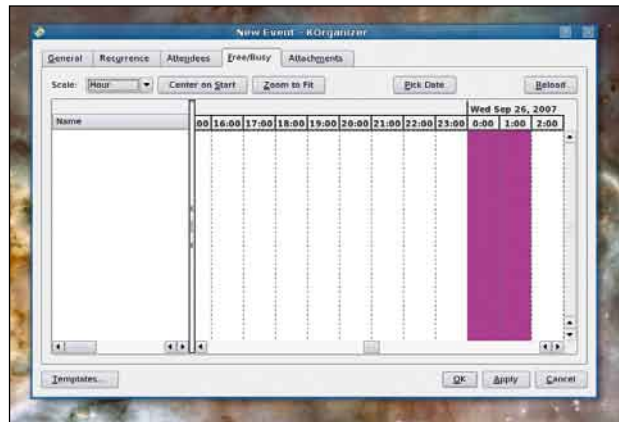 New Event - KOrganizer
General Recurrence Attendees Free/Busy Attachments
Scale: Hour Center on Start Zoom to Fit Pick Date Reload
Wed Sep 26, 2007
Name :00 16:00 17:00 18:00 19:00 20:00 21:00 22:00 23:00 0:00 1:00 2:00
Templates... OK Apply Cancel